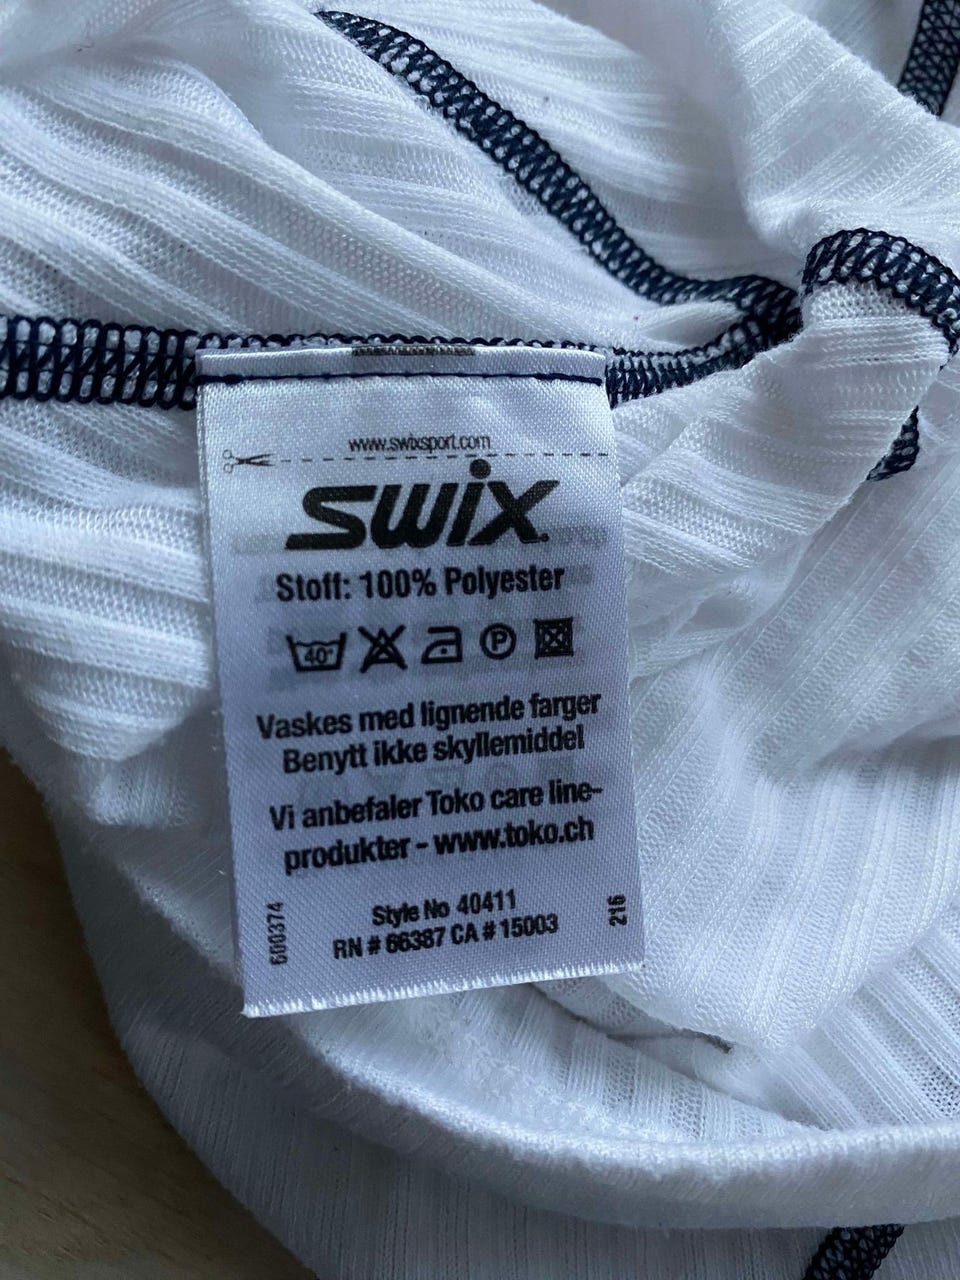 www.swixsport.com
SWIX
Stoff: 100% Polyester
40° P
Vaskes med lignende farger
Benytt ikke skyllemiddel
Vi anbefaler Toko care line-
produkter - www.toko.ch
Style No 40411
RN # 66387 CA # 15003
600374
216